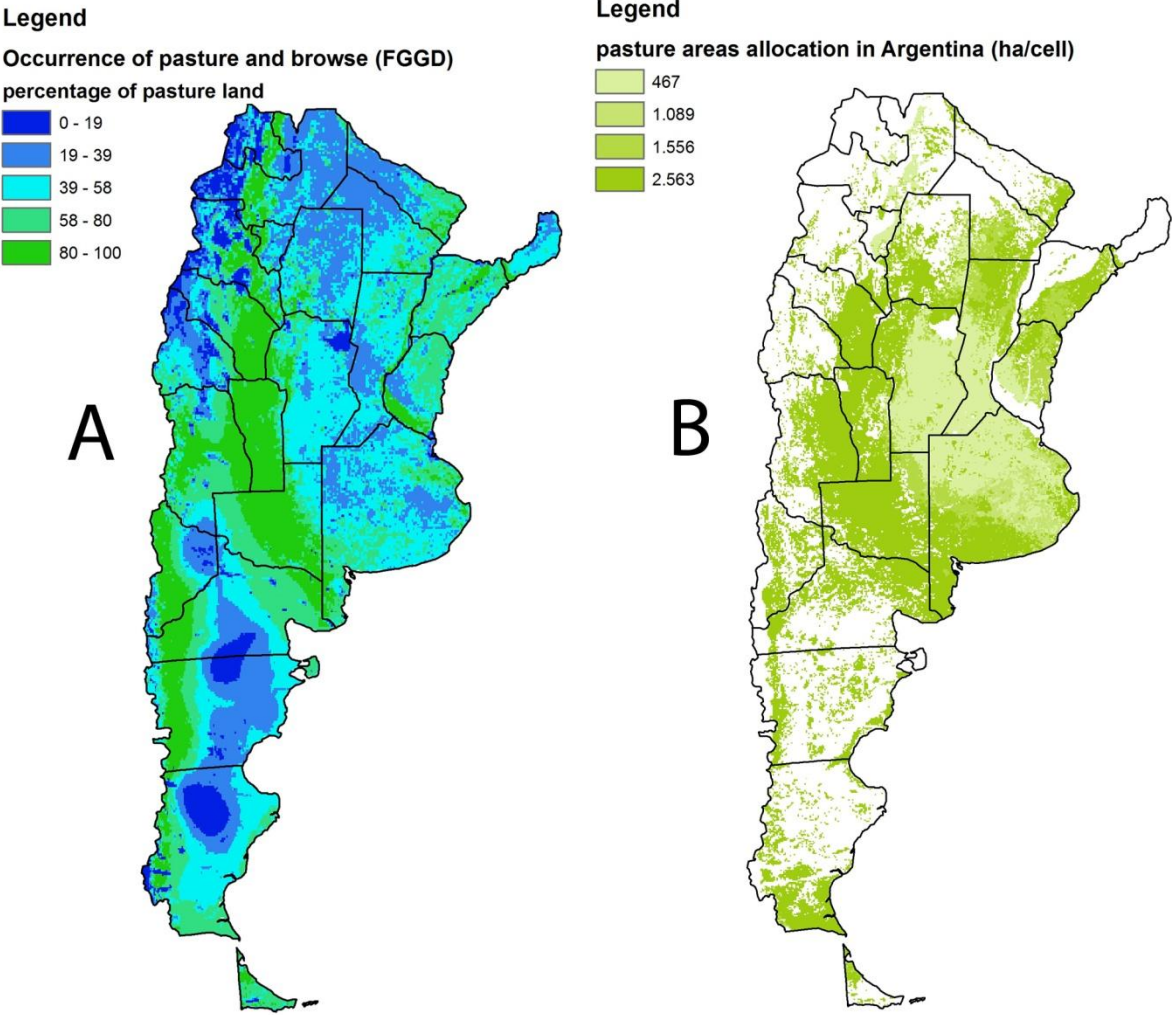 Legend
Occurrence of pasture and browse (FGGD)
percentage of pasture land
0 - 19
19 - 39
39 - 58
58 - 80
80 - 100
A
Legend
pasture areas allocation in Argentina (ha/cell)
467
1.089
1.556
2.563
B